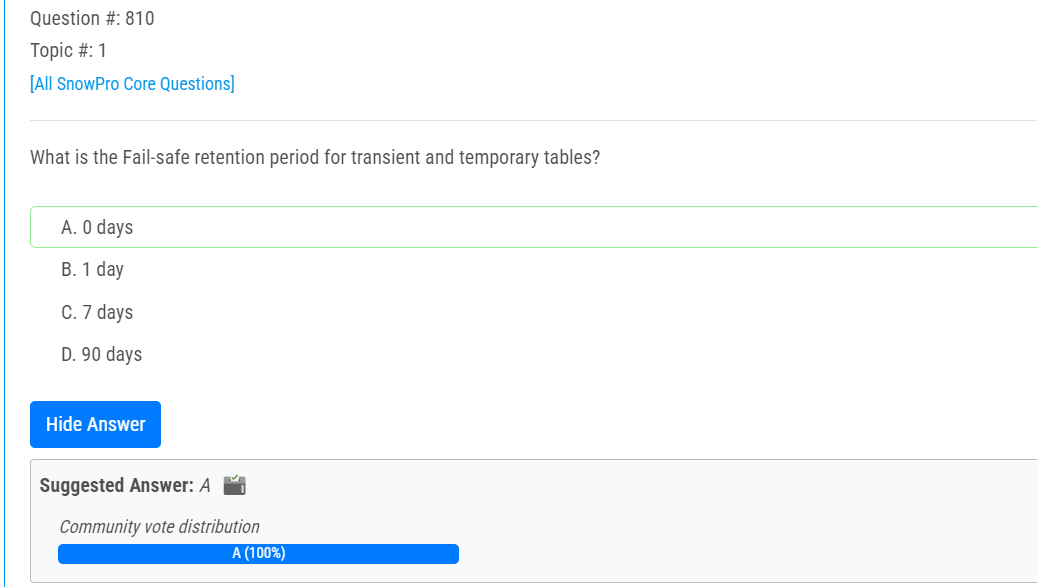 Question #: 810
Topic #: 1
[All SnowPro Core Questions]
What is the Fail-safe retention period for transient and temporary tables?
A. 0 days
B. 1 day
C. 7 days
D. 90 days
Hide Answer
Suggested Answer: A
Community vote distribution
A (100%)